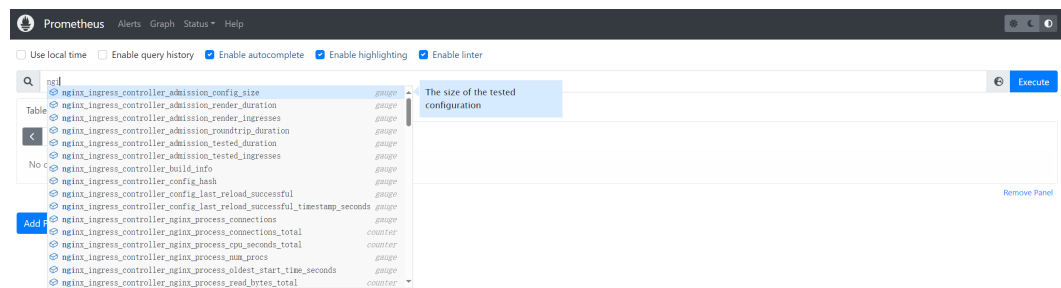 Prometheus Alerts Graph Status Help
Use local time Enable query history Enable autocomplete Enable highlighting Enable linter
ngi Execute
nginx_ingress_controller_admission_config_size gauge The size of the tested configuration
nginx_ingress_controller_admission_render_duration gauge
Table nginx_ingress_controller_admission_render_ingresses gauge
nginx_ingress_controller_admission_roundtrip_duration gauge
nginx_ingress_controller_admission_tested_duration gauge
nginx_ingress_controller_admission_tested_ingresses gauge
No nginx_ingress_controller_build_info gauge
nginx_ingress_controller_config_hash gauge
nginx_ingress_controller_config_last_reload_successful gauge
Remove Panel
nginx_ingress_controller_config_last_reload_successful_timestamp_seconds gauge
Add nginx_ingress_controller_nginx_process_connections gauge
nginx_ingress_controller_nginx_process_connections_total counter
nginx_ingress_controller_nginx_process_cpu_seconds_total counter
nginx_ingress_controller_nginx_process_num_procs gauge
nginx_ingress_controller_nginx_process_oldest_start_time_seconds gauge
nginx_ingress_controller_nginx_process_read_bytes_total counter